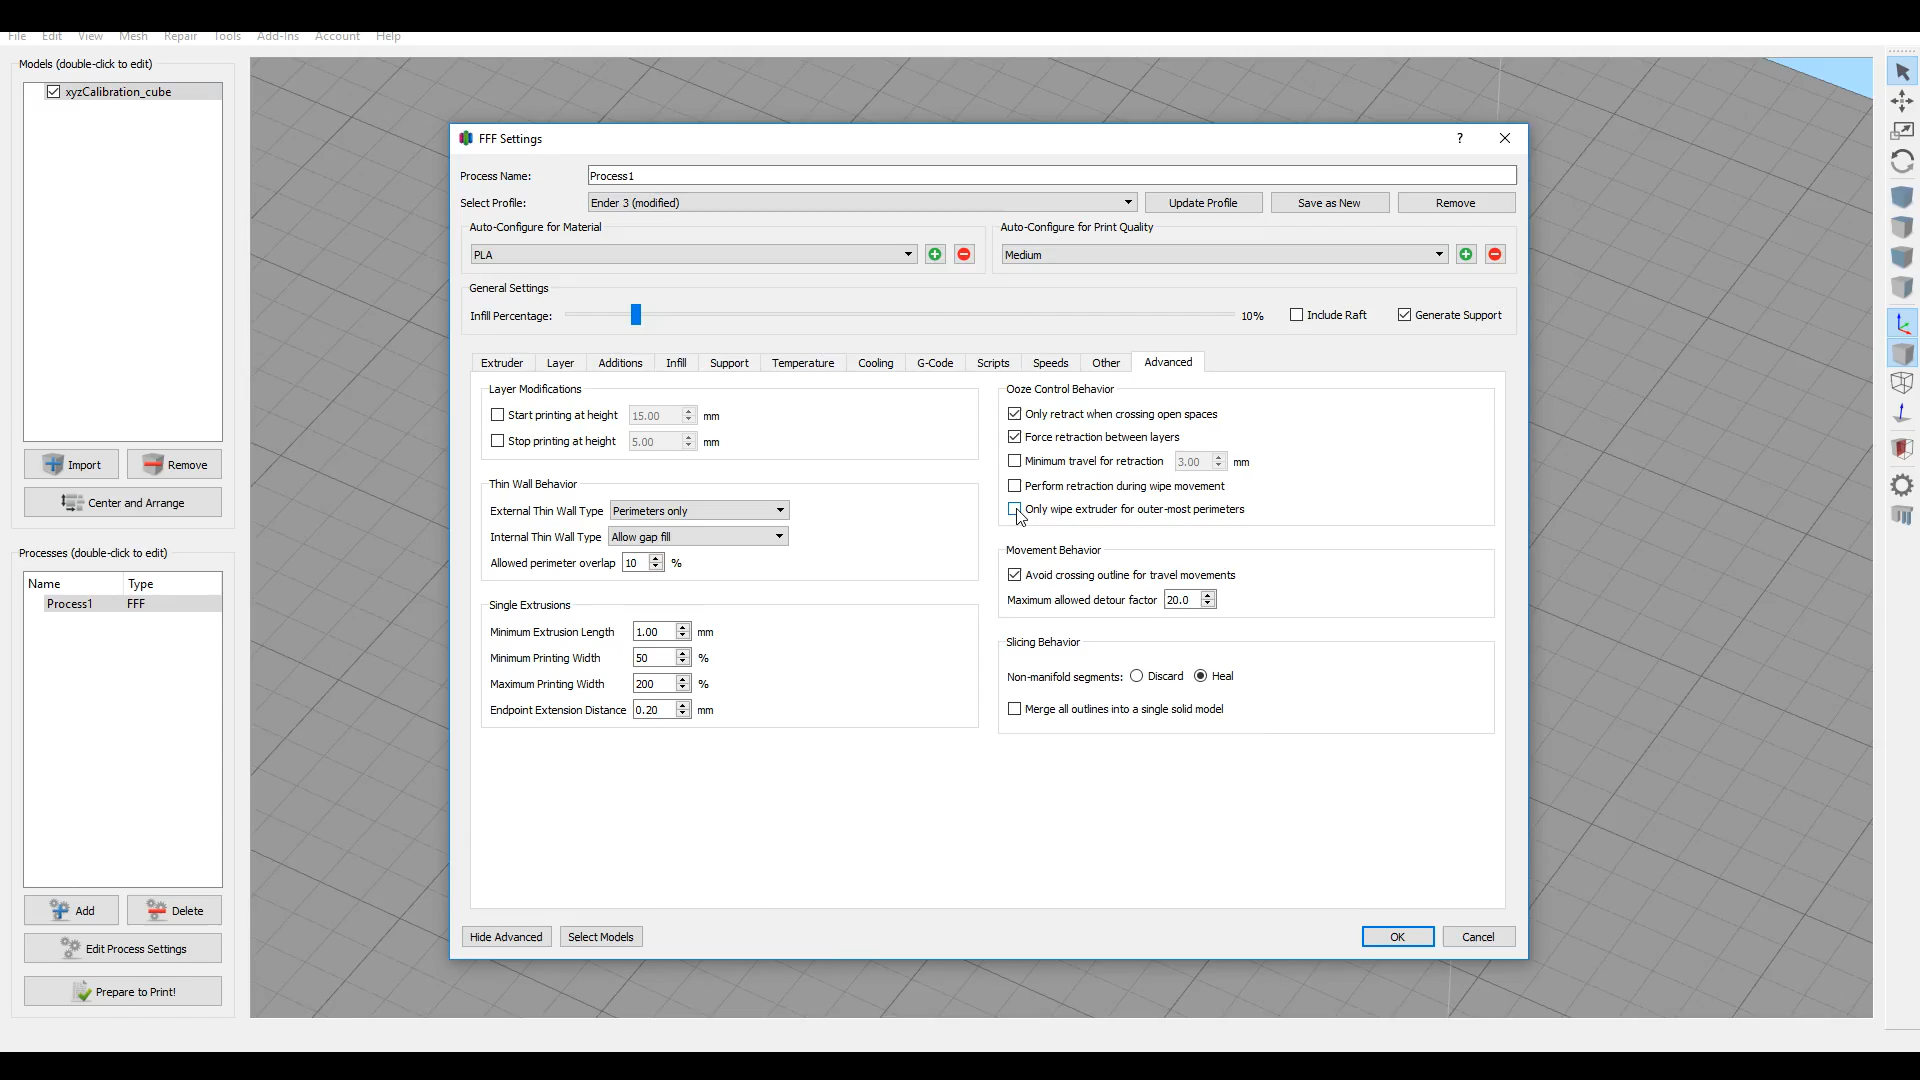 File Edit View Mesh Repair Tools Add-Ins Account Help
Models (double-click to edit)
xyzCalibration_cube
Import Remove
Center and Arrange
Processes (double-click to edit)
Name Type
Process1 FFF
Add Delete
Edit Process Settings
Prepare to Print!
FFF Settings ?
Process Name: Process1
Select Profile: Ender 3 (modified) Update Profile Save as New Remove
Auto-Configure for Material
PLA
Auto-Configure for Print Quality
Medium
General Settings
Infill Percentage: 10% Include Raft Generate Support
Extruder Layer Additions Infill Support Temperature Cooling G-Code Scripts Speeds Other Advanced
Layer Modifications
Start printing at height 15.00 mm
Stop printing at height 5.00 mm
Thin Wall Behavior
External Thin Wall Type Perimeters only
Internal Thin Wall Type Allow gap fill
Allowed perimeter overlap 10 %
Single Extrusions
Minimum Extrusion Length 1.00 mm
Minimum Printing Width 50 %
Maximum Printing Width 200 %
Endpoint Extension Distance 0.20 mm
Ooze Control Behavior
Only retract when crossing open spaces
Force retraction between layers
Minimum travel for retraction 3.00 mm
Perform retraction during wipe movement
Only wipe extruder for outer-most perimeters
Movement Behavior
Avoid crossing outline for travel movements
Maximum allowed detour factor 20.0
Slicing Behavior
Non-manifold segments: Discard Heal
Merge all outlines into a single solid model
Hide Advanced Select Models OK Cancel